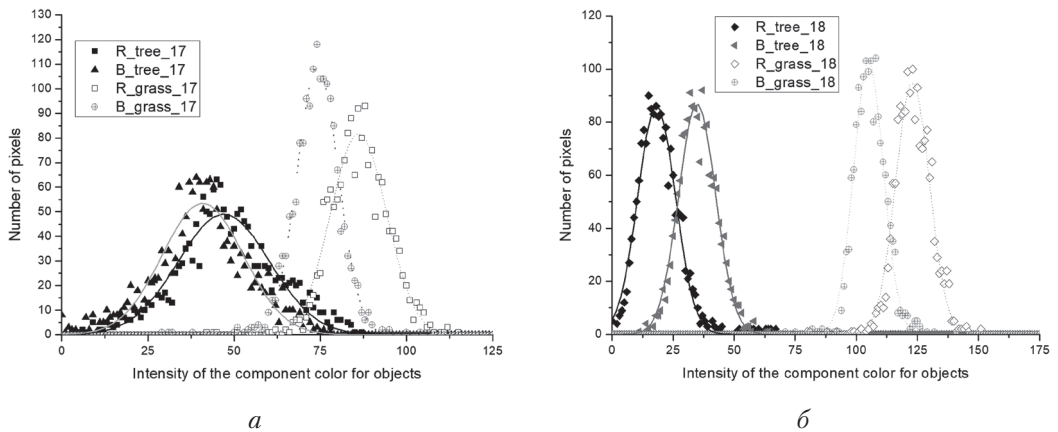 130
120
110
100
90
80
70
60
50
40
30
20
10
0
Number of pixels
R_tree_17
B_tree_17
R_grass_17
B_grass_17
0 25 50 75 100 125
Intensity of the component color for objects
а
120
100
80
60
40
20
0
Number of pixels
R_tree_18
B_tree_18
R_grass_18
B_grass_18
0 25 50 75 100 125 150 175
Intensity of the component color for objects
б